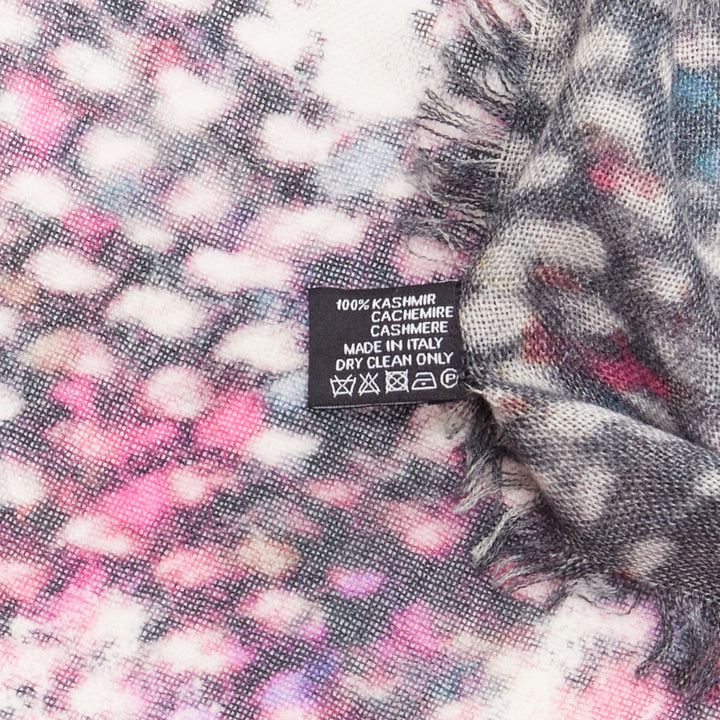 100% KASHMIR
CACHEMIRE
CASHMERE
MADE IN ITALY
DRY CLEAN ONLY
P